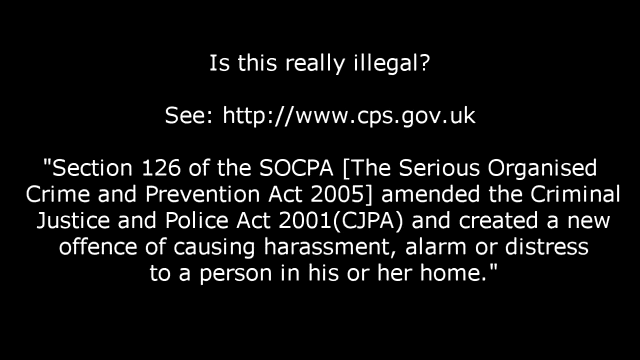 Is this really illegal?
See: http://www.cps.gov.uk
"Section 126 of the SOCPA [The Serious Organised
Crime and Prevention Act 2005] amended the Criminal
Justice and Police Act 2001(CJPA) and created a new
offence of causing harassment, alarm or distress
to a person in his or her home."